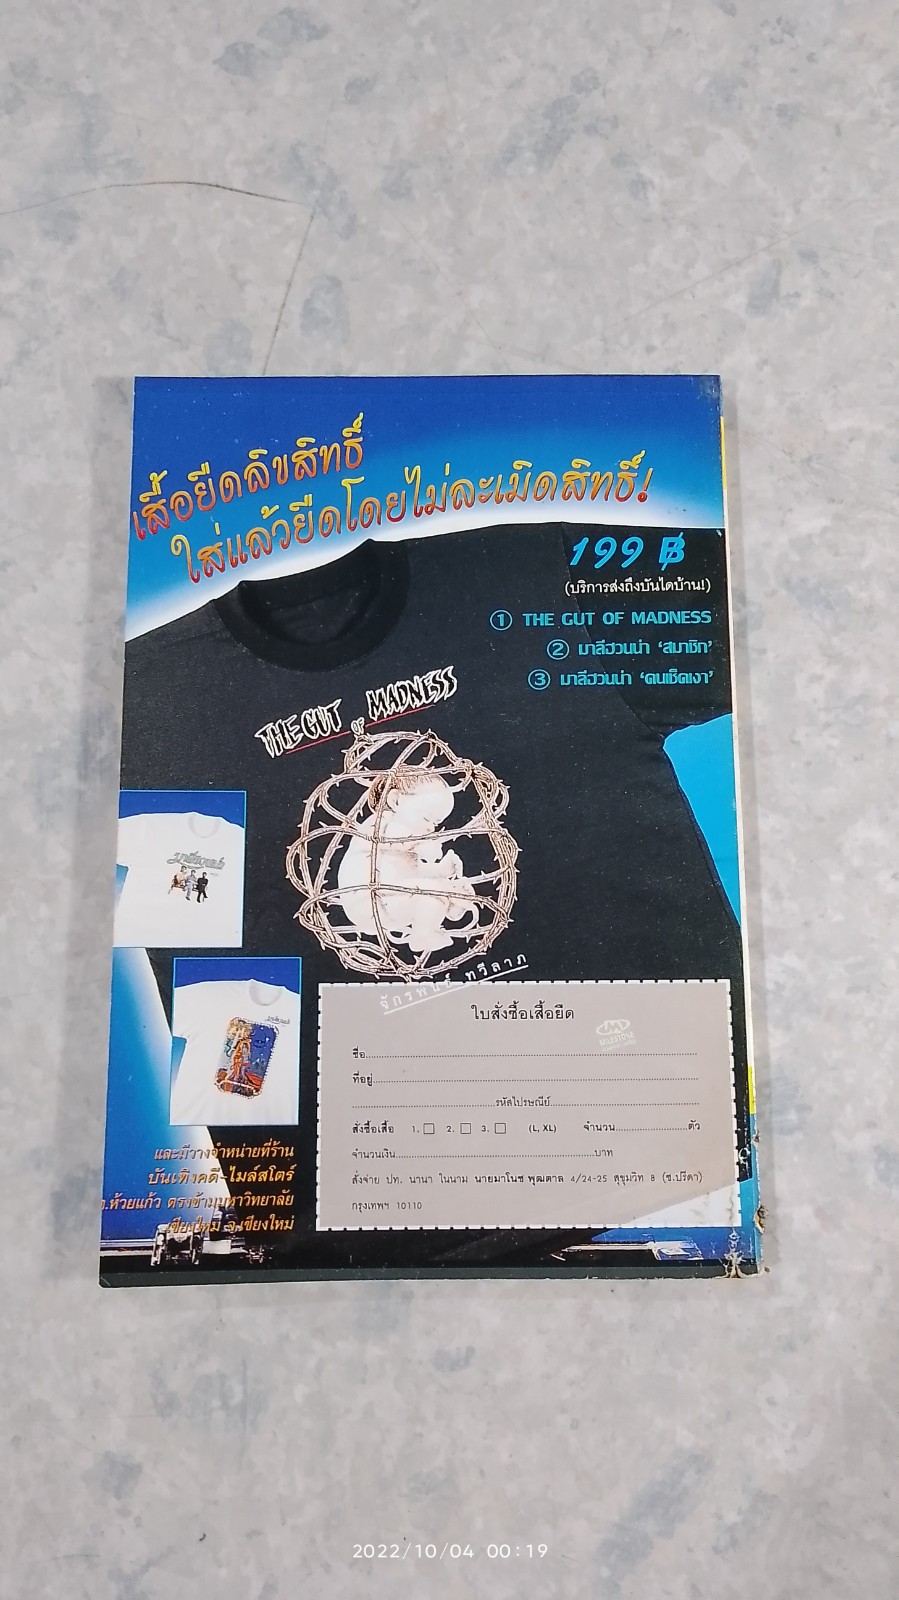 เสื้อยืดลิขสิทธิ์
ใส่แล้วยืดโดยไม่ละเมิดสิทธิ์!
199 ฿
(บริการส่งถึงบันไดบ้าน!)
① THE GUT OF MADNESS
② มาลีฮวนน่า ‘สมาชิก’
③ มาลีฮวนน่า ‘คนเช็ดเงา’
THE GUT OF MADNESS
จักรพันธ์ ทวีลาภ
ใบสั่งซื้อเสื้อยืด
MILESTONE
ชื่อ
ที่อยู่
รหัสไปรษณีย์
สั่งซื้อเสื้อ 1. □ 2. □ 3. □ (L, XL) จำนวน ตัว
จำนวนเงิน บาท
สั่งจ่าย ปท. นานา ในนาม นายมาโนช พุฒตาล 4/24-25 สุขุมวิท 8 (ซ.ปรีดา)
กรุงเทพฯ 10110
และมีวางจำหน่ายที่ร้าน
บันเทิงคดี-ไมล์สโตร์
ถ.ห้วยแก้ว ตรงข้ามมหาวิทยาลัย
เชียงใหม่ จ.เชียงใหม่
2022/10/04 00:19